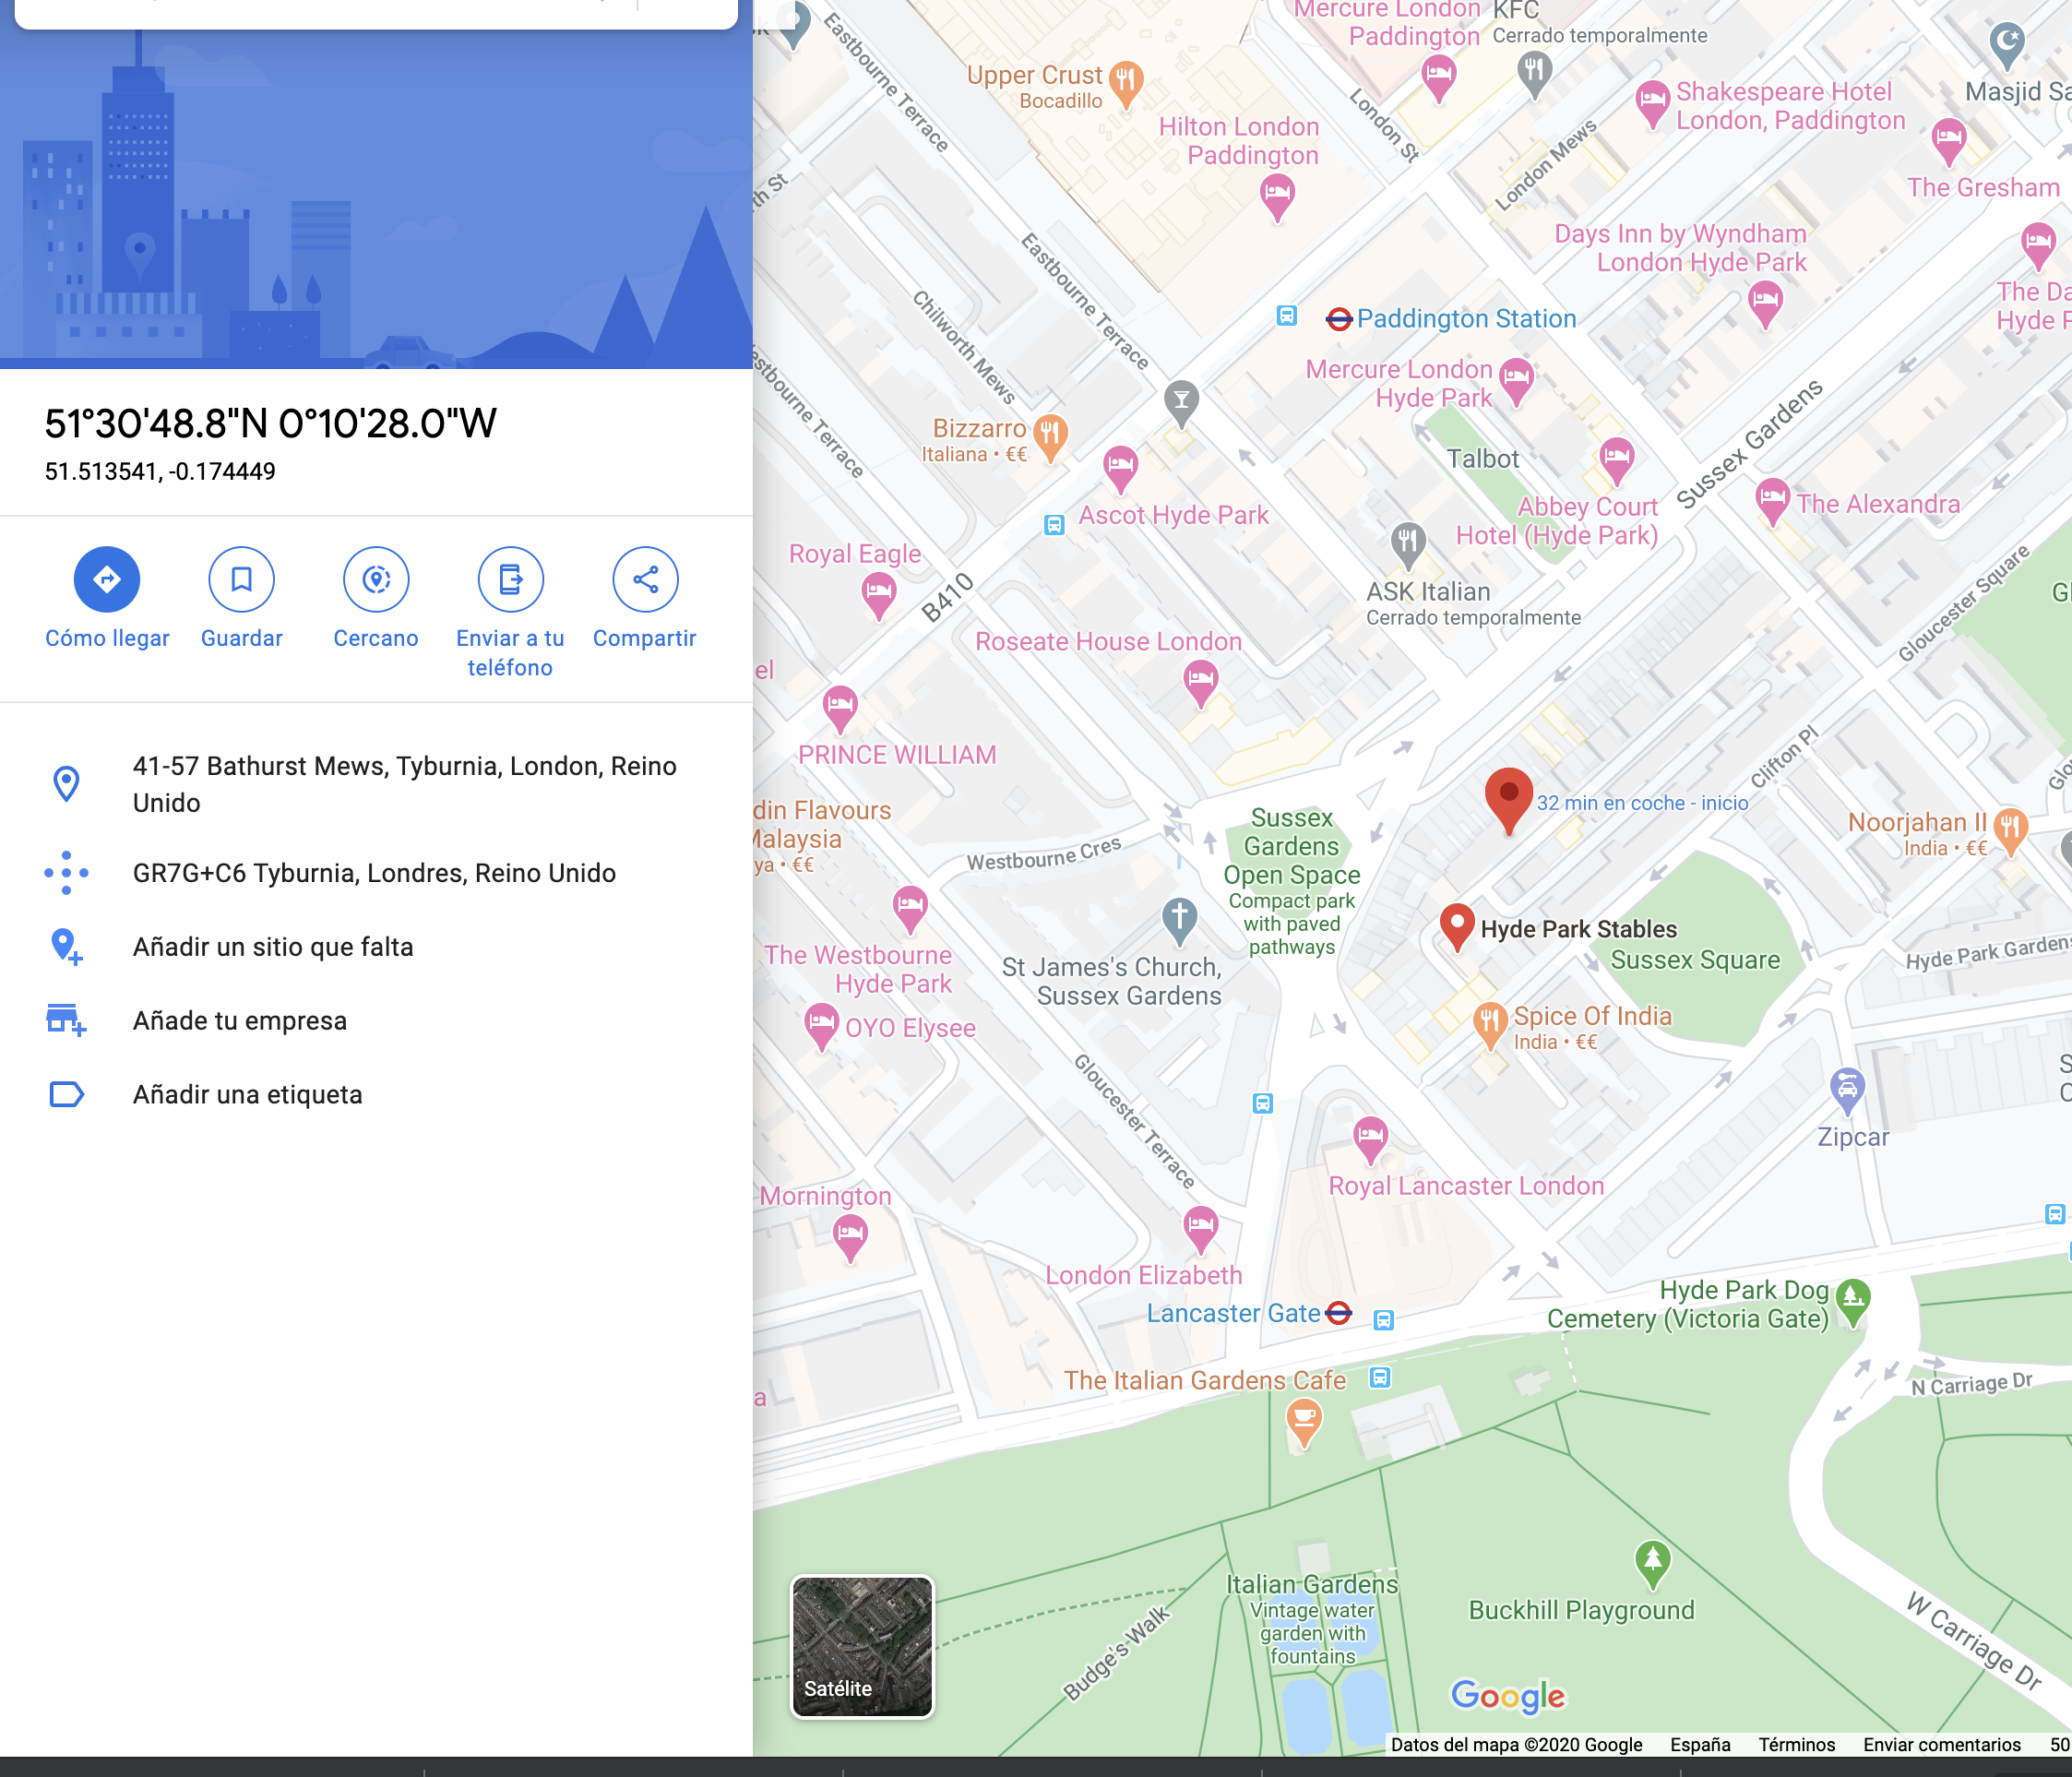 51°30'48.8"N 0°10'28.0"W
51.513541, -0.174449
Cómo llegar
Guardar
Cercano
Enviar a tu
teléfono
Compartir
41-57 Bathurst Mews, Tyburnia, London, Reino
Unido
GR7G+C6 Tyburnia, Londres, Reino Unido
Añadir un sitio que falta
Añade tu empresa
Añadir una etiqueta
Mercure London
Paddington
KFC
Cerrado temporalmente
Eastbourne Terrace
Upper Crust
Bocadillo
London St
Shakespeare Hotel
London, Paddington
Masjid
Hilton London
Paddington
London Mews
The Gresham
Days Inn by Wyndham
London Hyde Park
Eastbourne Terrace
Chilworth Mews
Paddington Station
The
Hyde
Mercure London
Hyde Park
Terrace
Bizzarro
Italiana • €€
Talbot
Sussex Gardens
Ascot Hyde Park
Abbey Court
Hotel (Hyde Park)
The Alexandra
Royal Eagle
B410
ASK Italian
Cerrado temporalmente
Gloucester Square
Roseate House London
el
PRINCE WILLIAM
Clifton Pl
32 min en coche - inicio
din Flavours
Malaysia
ya • €€
Sussex
Gardens
Open Space
Compact park
with paved
pathways
Noorjahan II
India • €€
Westbourne Cres
Hyde Park Stables
Sussex Square
Hyde Park Gardens
The Westbourne
Hyde Park
St James's Church,
Sussex Gardens
OYO Elysee
Spice Of India
India • €€
Gloucester Terrace
Zipcar
Royal Lancaster London
Mornington
London Elizabeth
Lancaster Gate
Hyde Park Dog
Cemetery (Victoria Gate)
The Italian Gardens Cafe
N Carriage Dr
a
Italian Gardens
Vintage water
garden with
fountains
Buckhill Playground
Budge's Walk
W Carriage Dr
Satélite
Google
Datos del mapa ©2020 Google España Términos Enviar comentarios 50